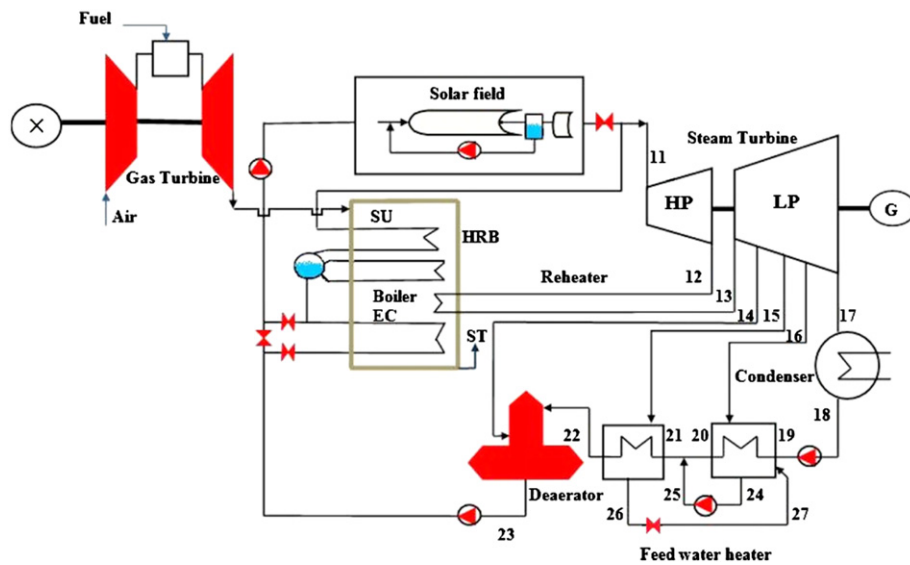 Fuel
Solar field
Steam Turbine
Gas Turbine
11
Air
HP
LP
G
SU
HRB
Reheater
12
13
Boiler
EC
14
15
16
17
ST
Condenser
18
22
21
20
19
Deaerator
25
24
26
27
23
Feed water heater